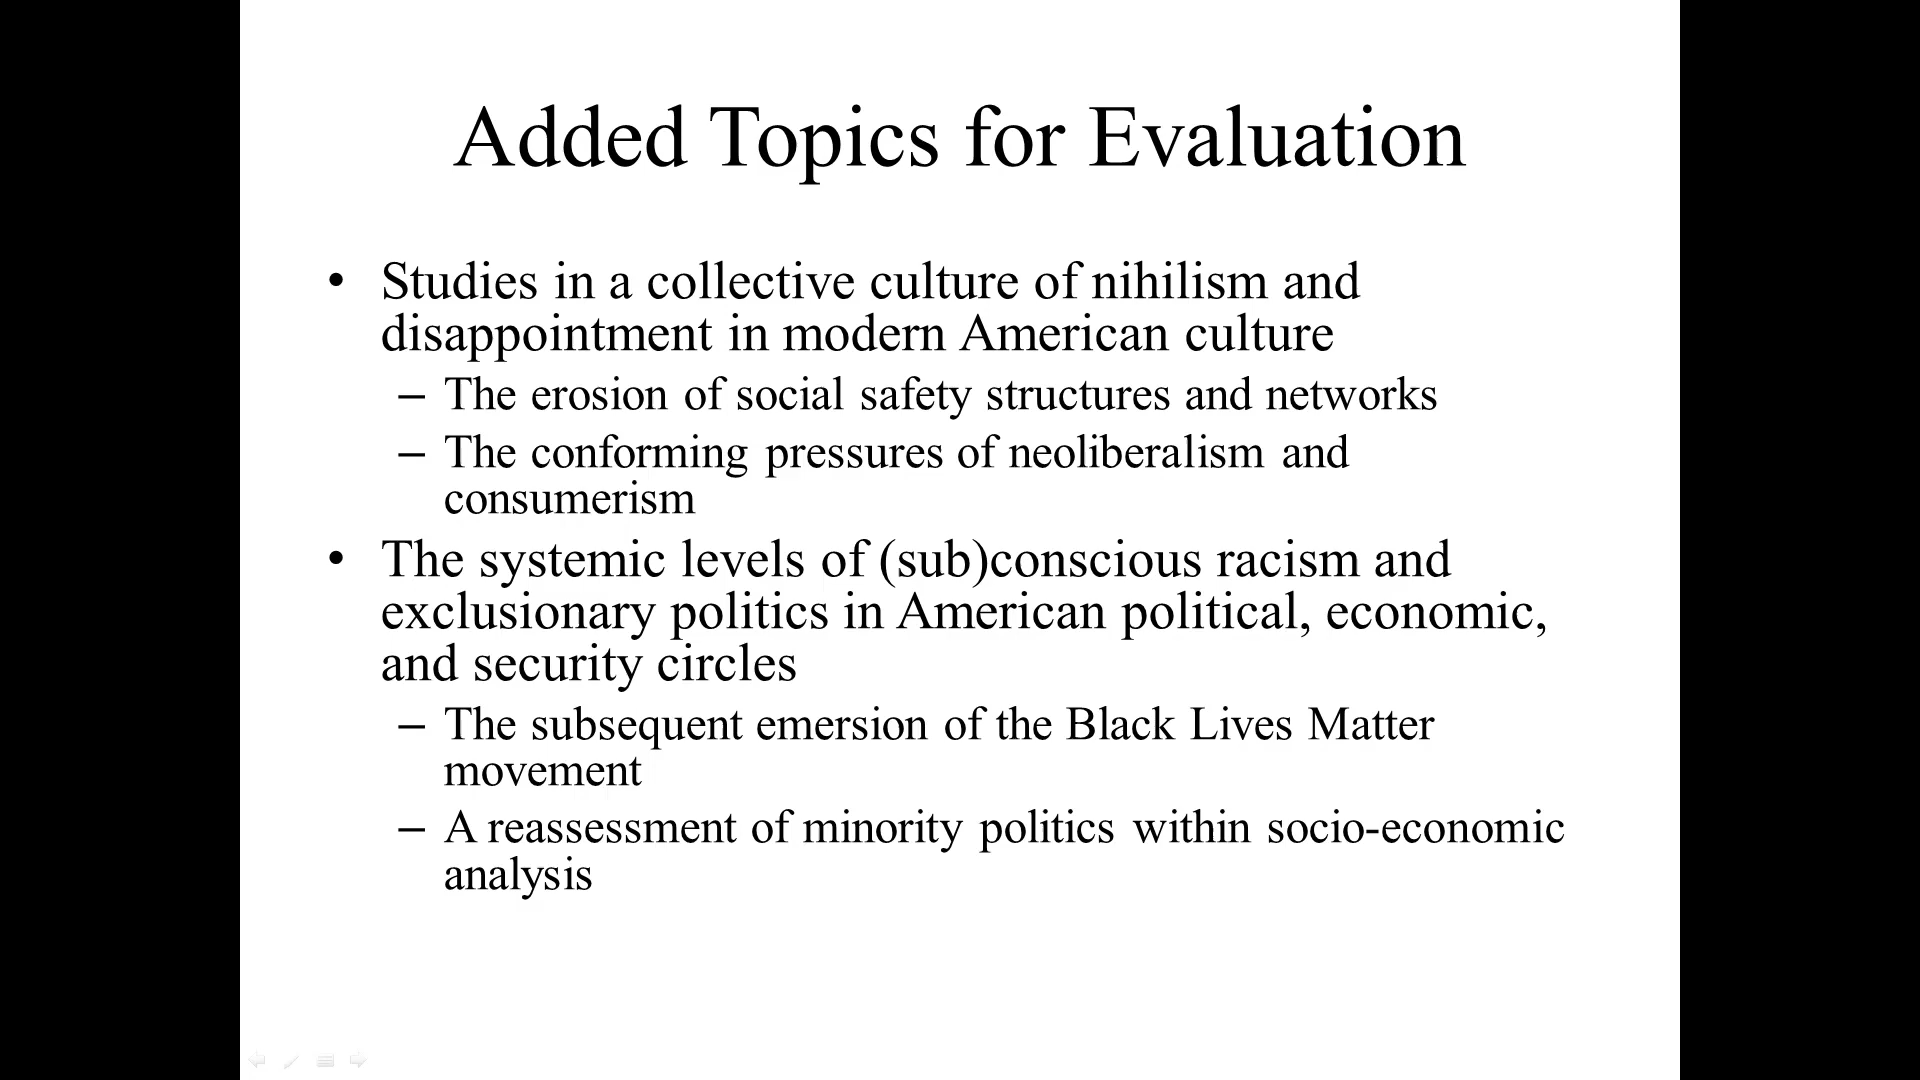 Added Topics for Evaluation
• Studies in a collective culture of nihilism and
disappointment in modern American culture
– The erosion of social safety structures and networks
– The conforming pressures of neoliberalism and
consumerism
• The systemic levels of (sub)conscious racism and
exclusionary politics in American political, economic,
and security circles
– The subsequent emersion of the Black Lives Matter
movement
– A reassessment of minority politics within socio-economic
analysis